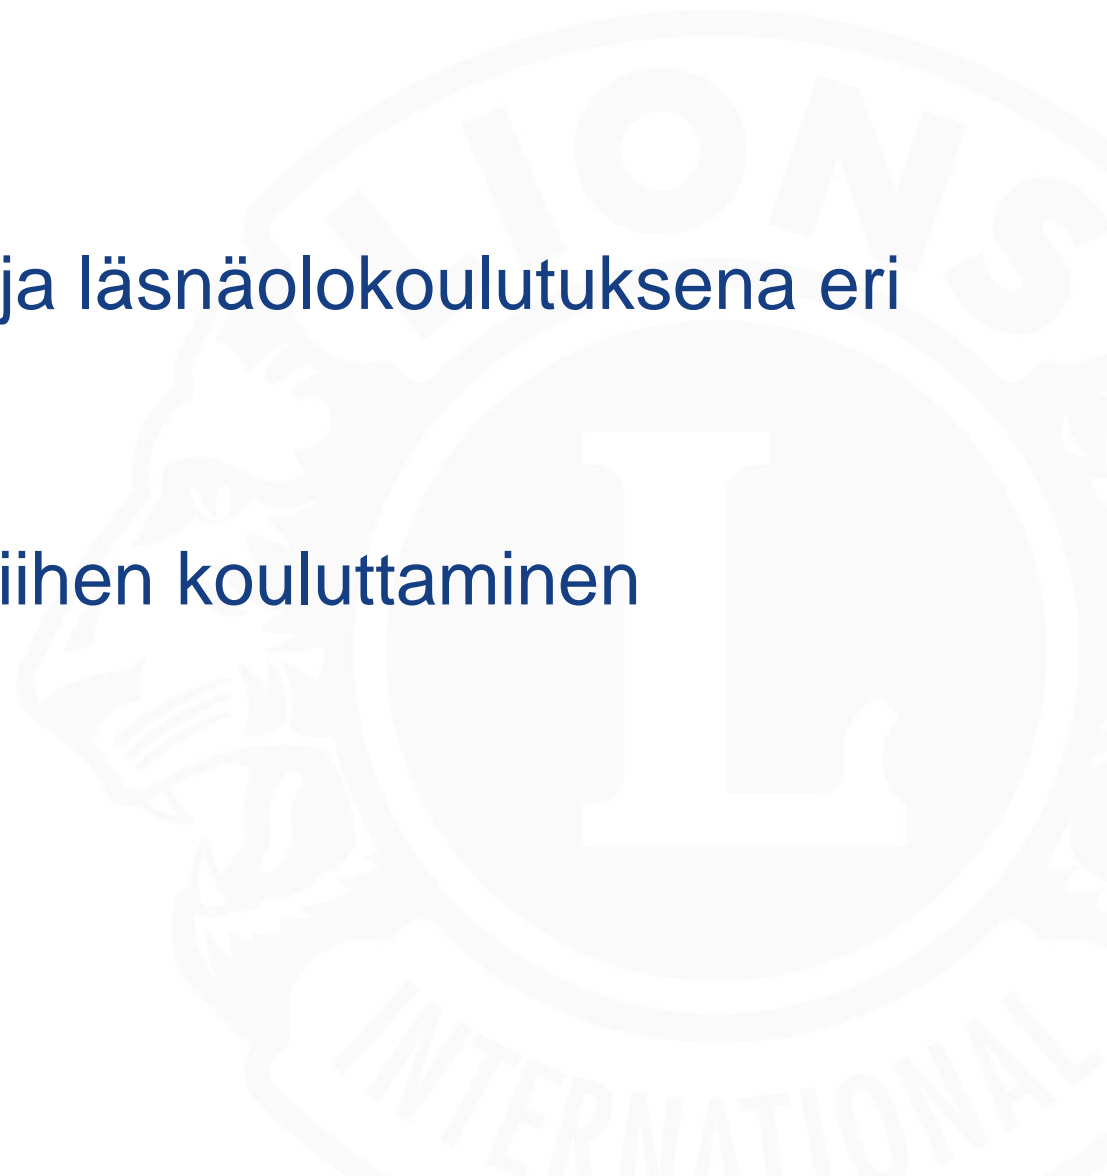 LIONS
ja läsnäolokoulutuksena eri
iihen kouluttaminen
L
INTERNATIONAL